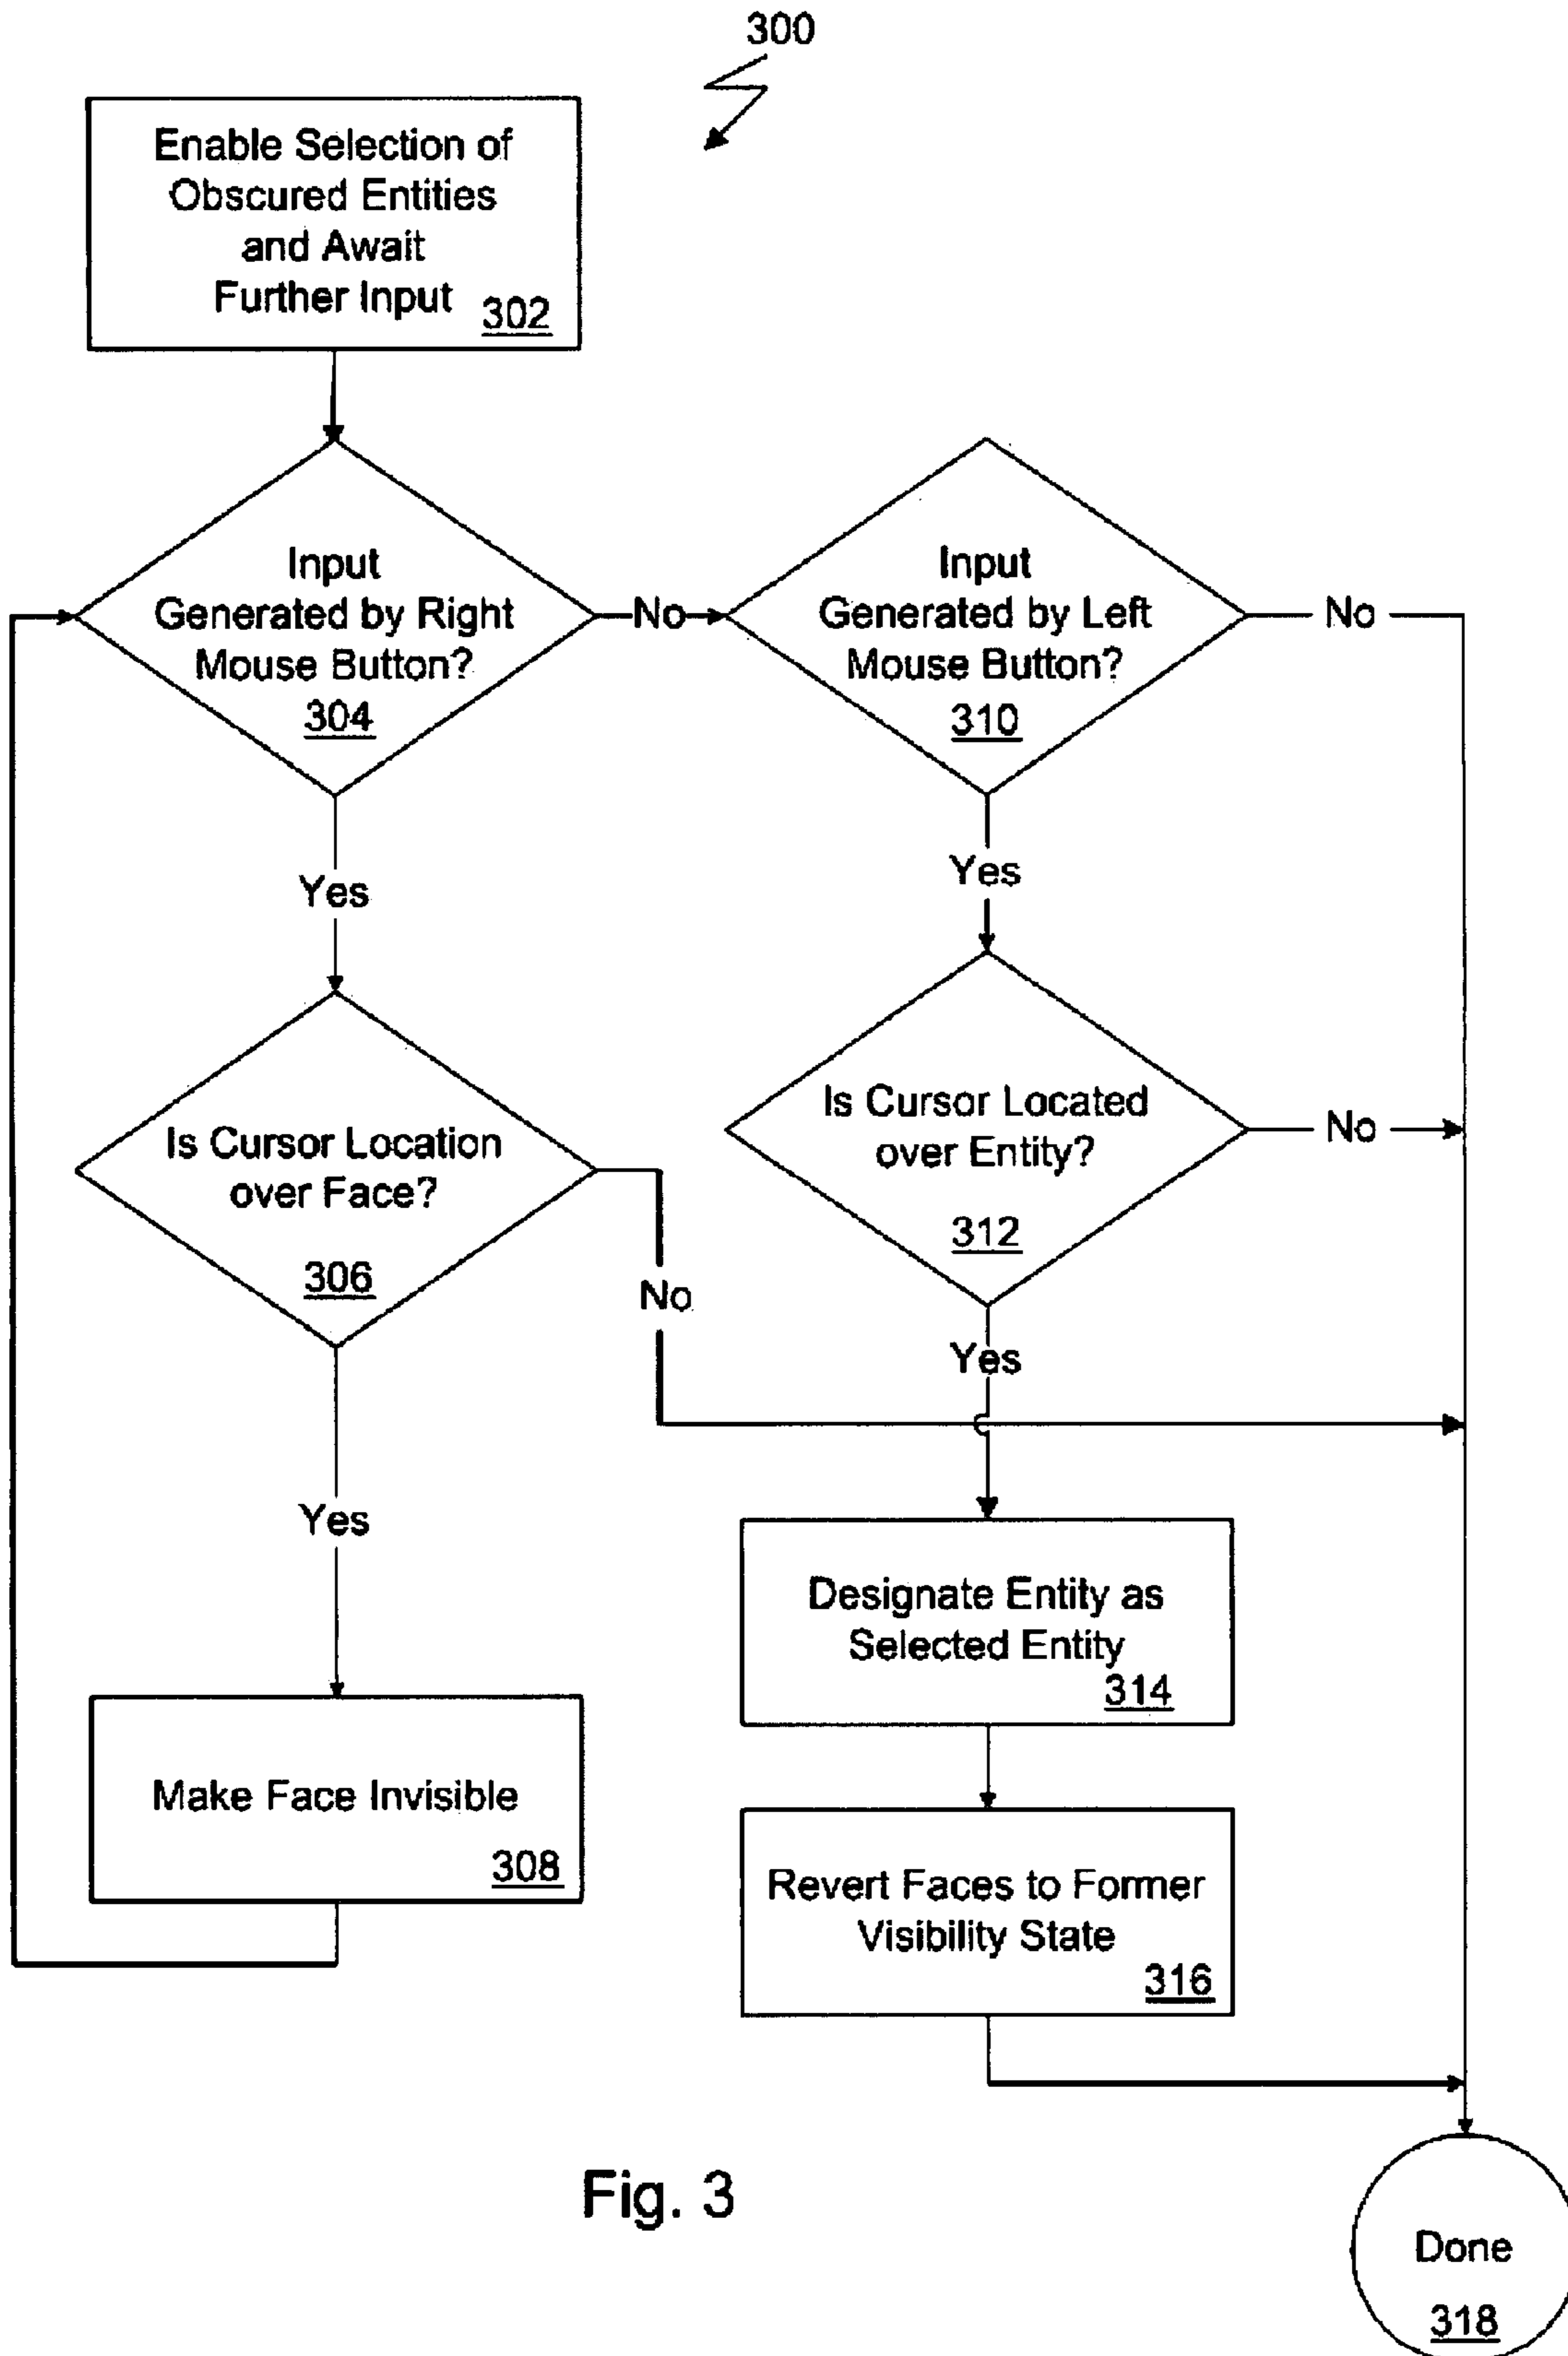 300
Enable Selection of
Obscured Entities
and Await
Further Input
302
Input
Generated by Right
Mouse Button?
304
No
Input
Generated by Left
Mouse Button?
310
No
Yes
Yes
Is Cursor Location
over Face?
306
No
Is Cursor Located
over Entity?
312
No
Yes
Yes
Make Face Invisible
308
Designate Entity as
Selected Entity
314
Revert Faces to Former
Visibility State
316
Fig. 3
Done
318